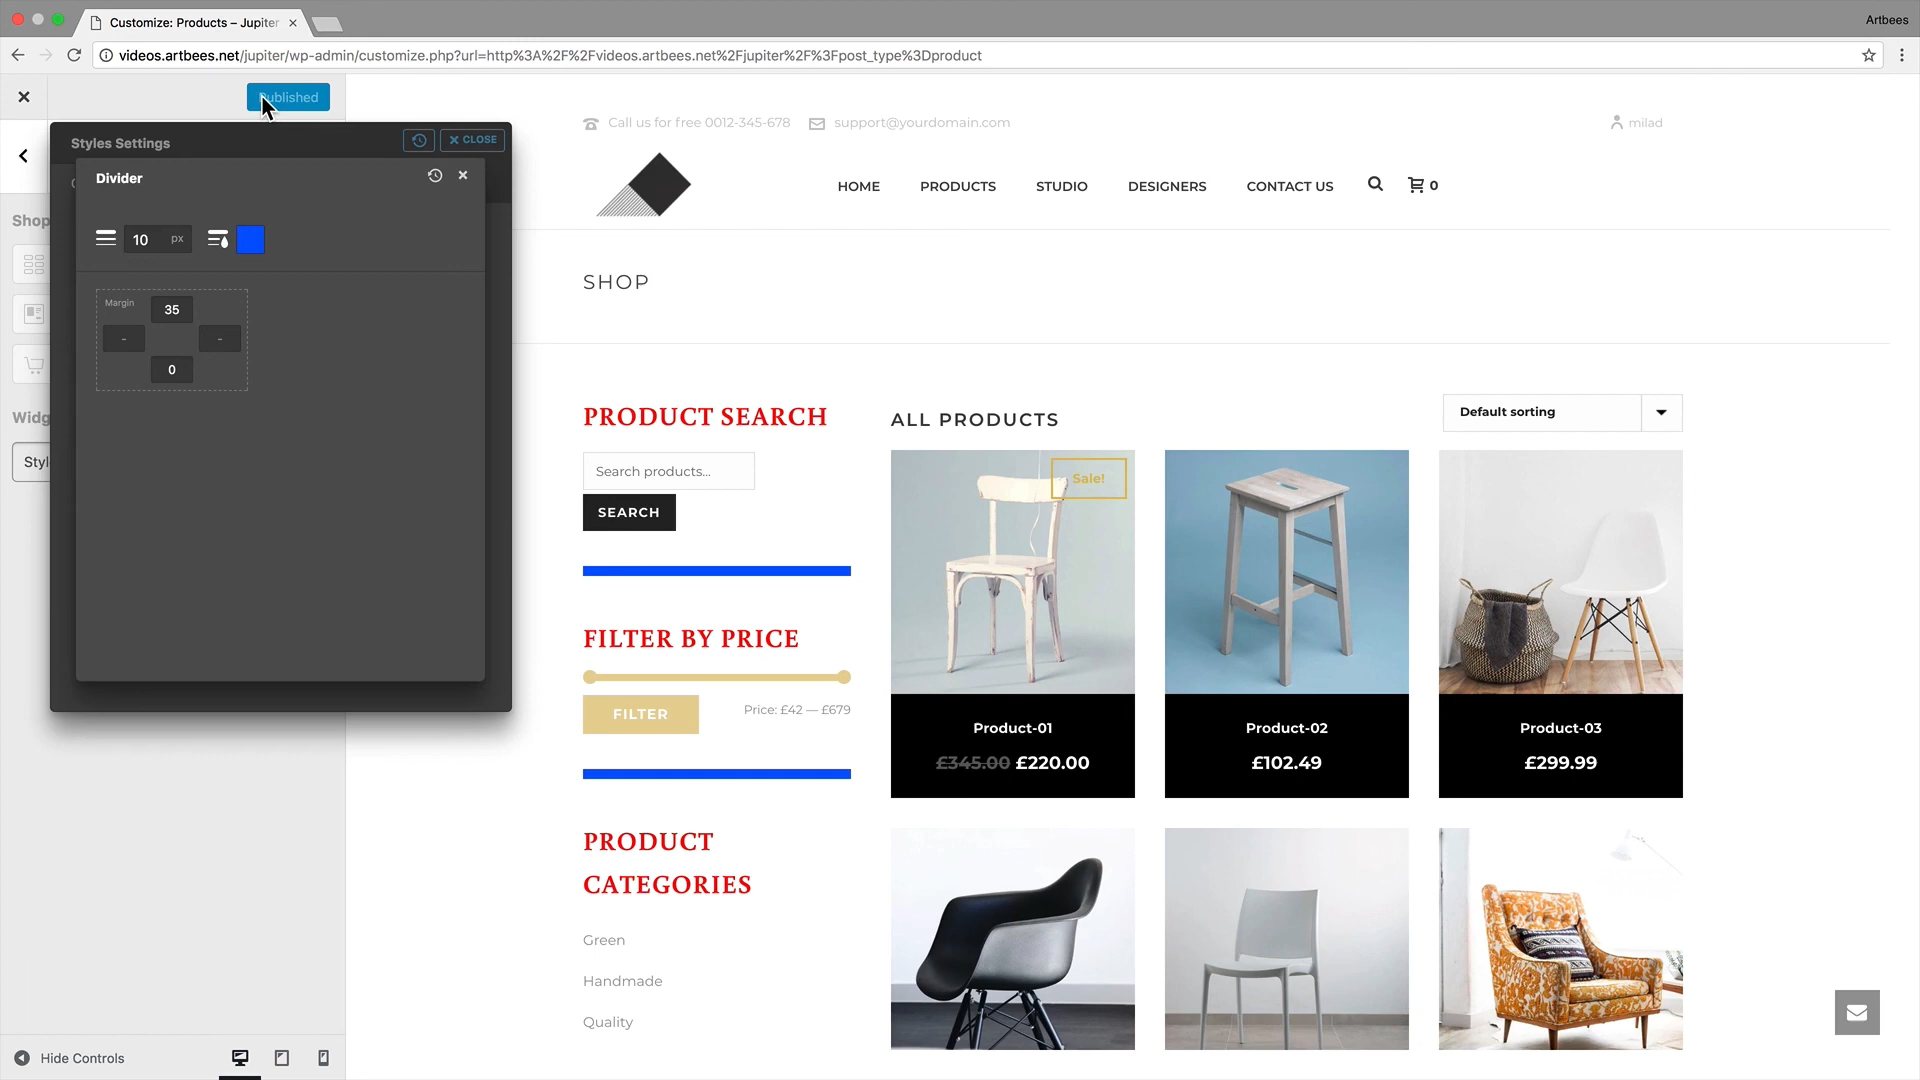 Customize: Products – Jupiter
Artbees
videos.artbees.net/jupiter/wp-admin/customize.php?url=http%3A%2F%2Fvideos.artbees.net%2Fjupiter%2F%3Fpost_type%3Dproduct
Published
Styles Settings
CLOSE
Divider
10 px
Margin
35
-
-
0
Shop
Widg
Styl
Hide Controls
Call us for free 0012-345-678
support@yourdomain.com
milad
HOME
PRODUCTS
STUDIO
DESIGNERS
CONTACT US
0
SHOP
PRODUCT SEARCH
Search products...
SEARCH
FILTER BY PRICE
FILTER
Price: £42 — £679
PRODUCT
CATEGORIES
Green
Handmade
Quality
ALL PRODUCTS
Default sorting
Sale!
Product-01
£345.00 £220.00
Product-02
£102.49
Product-03
£299.99